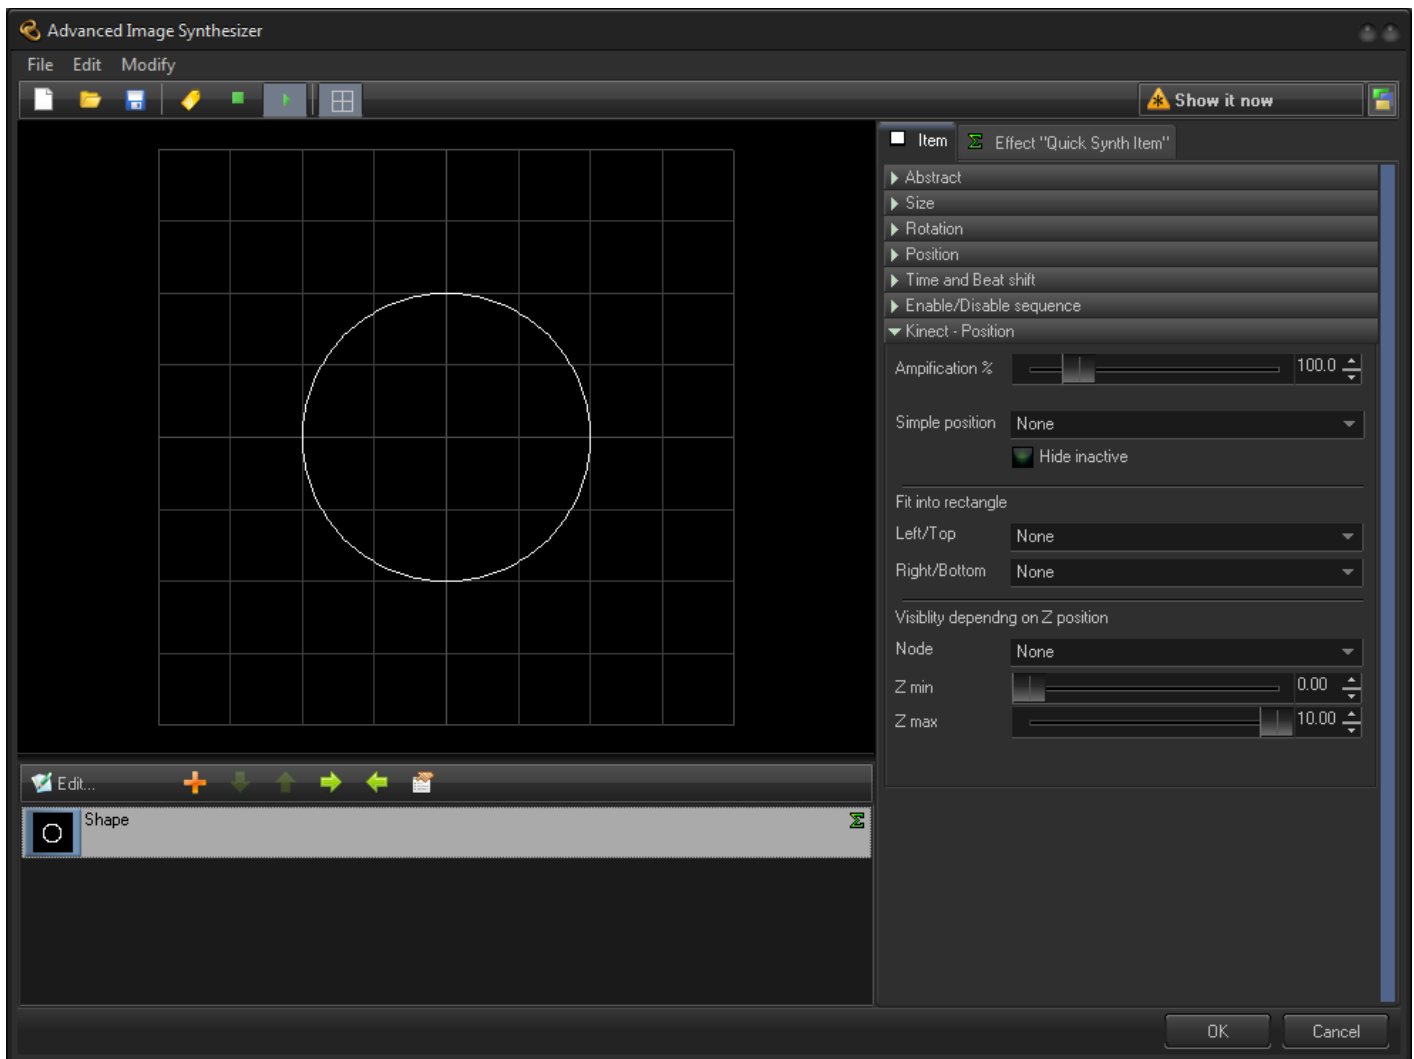 Advanced Image Synthesizer
File Edit Modify
Show it now
Item Effect "Quick Synth Item"
Abstract
Size
Rotation
Position
Time and Beat shift
Enable/Disable sequence
Kinect - Position
Ampification % 100.0
Simple position None
Hide inactive
Fit into rectangle
Left/Top None
Right/Bottom None
Visiblity dependng on Z position
Node None
Z min 0.00
Z max 10.00
Edit...
Shape
OK Cancel